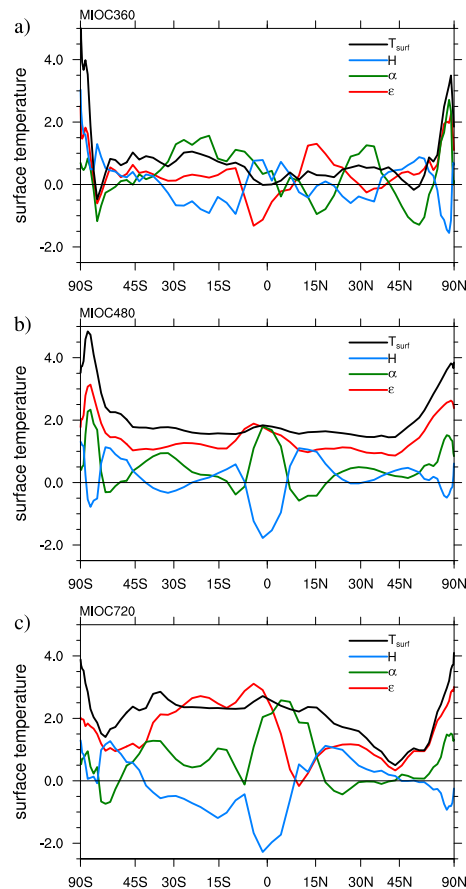 a)
MIOC360
surface temperature
4.0
2.0
0.0
-2.0
T surf
H
α
ε
90S 45S 30S 15S 0 15N 30N 45N 90N
b)
MIOC480
surface temperature
4.0
2.0
0.0
-2.0
T surf
H
α
ε
90S 45S 30S 15S 0 15N 30N 45N 90N
c)
MIOC720
surface temperature
4.0
2.0
0.0
-2.0
T surf
H
α
ε
90S 45S 30S 15S 0 15N 30N 45N 90N